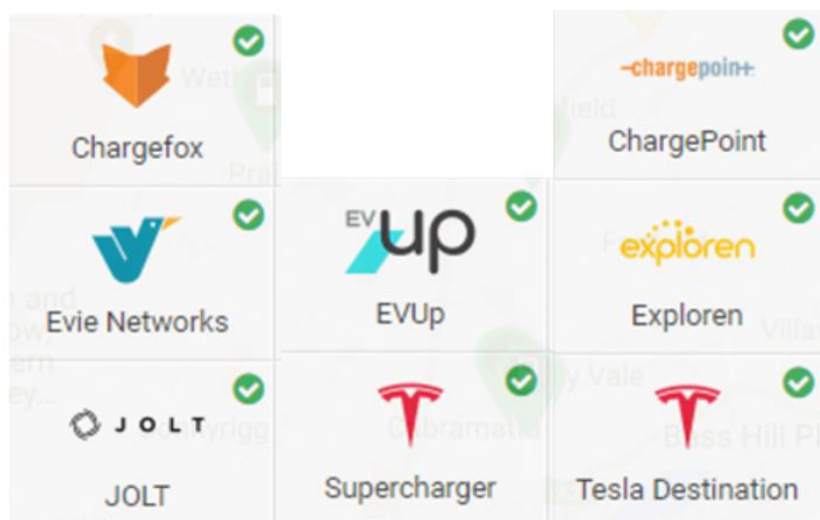 chargepoin+
Chargefox
ChargePoint
EV up
exploren
Evie Networks
EVUp
Exploren
JOLT
JOLT
Supercharger
Tesla Destination